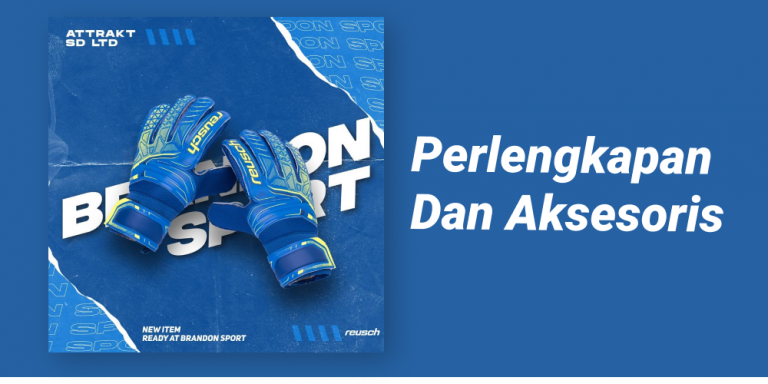 ATTRAKT
SD LTD
reusch
reusch
BRANDON
SPORT
NEW ITEM
READY AT BRANDON SPORT
reusch
Perlengkapan
Dan Aksesoris